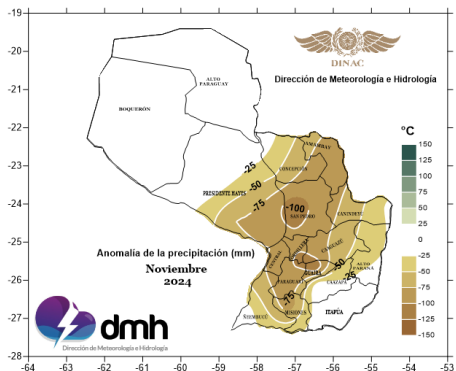 DINAC
Dirección de Meteorología e Hidrología
-19
-20
-21
-22
-23
-24
-25
-26
-27
-28
ALTO
PARAGUAY
BOQUERÓN
AMAMBAY
CONCEPCIÓN
PRESIDENTE HAYES
SAN PEDRO
CANINDEYÚ
CAAGUAZÚ
CORDILLERA
CENTRAL
GUAIRÁ
ALTO
PARANÁ
PARAGUARÍ
CAAZAPÁ
ÑEEMBUCÚ
MISIONES
ITAPÚA
-25
-50
-75
-100
-50
-25
-75
°C
150
125
100
75
50
25
0
-25
-50
-75
-100
-125
-150
Anomalía de la precipitación (mm)
Noviembre
2024
dmh
Dirección de Meteorología e Hidrología
-64
-63
-62
-61
-60
-59
-58
-57
-56
-55
-54